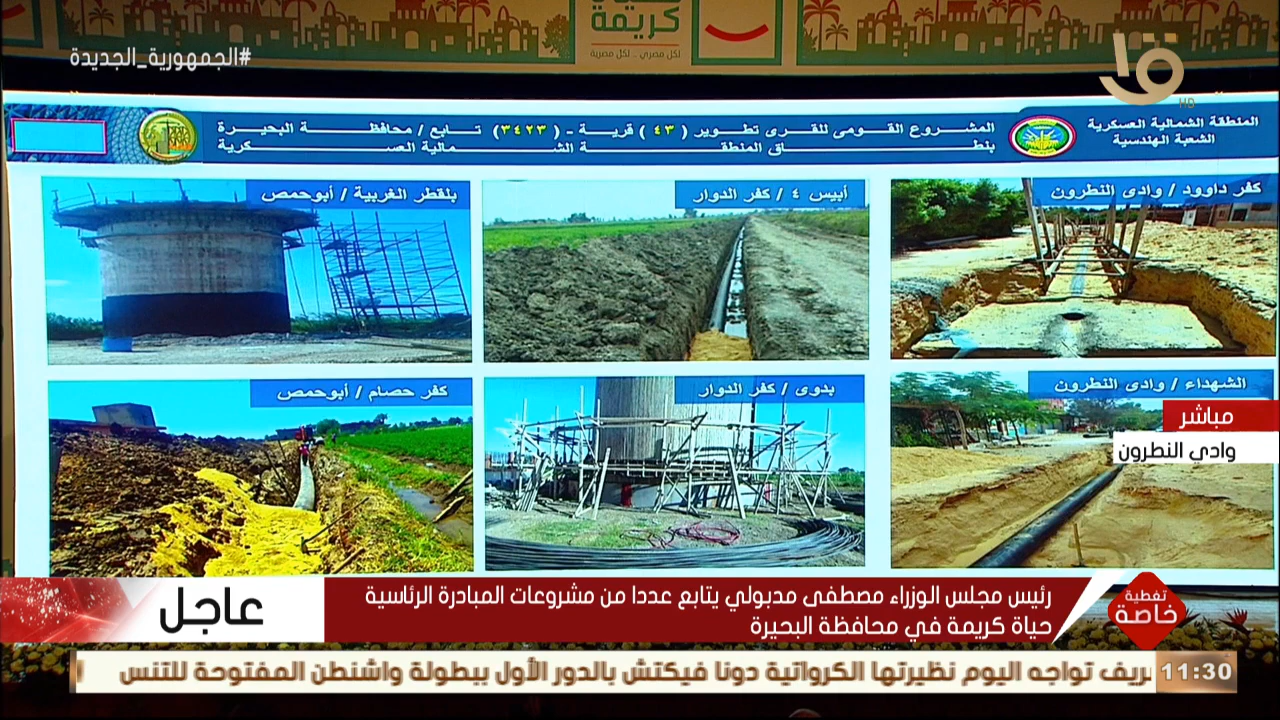 كريمة
لكل مصري .. لكل مصرية
#الجمهورية_الجديدة
HD
المنطقة الشمالية العسكرية
الشعبة الهندسية
المشروع القومى للقرى تطوير (٤٣) قرية - (٣٤٢٣) تابع / محافظة البحيرة
بنطاق المنطقة الشمالية العسكرية
كفر داوود / وادى النطرون
أبيس ٤ / كفر الدوار
بلقطر الغربية / أبوحمص
الشهداء / وادى النطرون
بدوى / كفر الدوار
كفر حصام / أبوحمص
مباشر
وادى النطرون
تغطية
خاصة
رئيس مجلس الوزراء مصطفى مدبولي يتابع عددا من مشروعات المبادرة الرئاسية
حياة كريمة في محافظة البحيرة
عاجل
11:30
ريف تواجه اليوم نظيرتها الكرواتية دونا فيكتش بالدور الأول ببطولة واشنطن المفتوحة للتنس